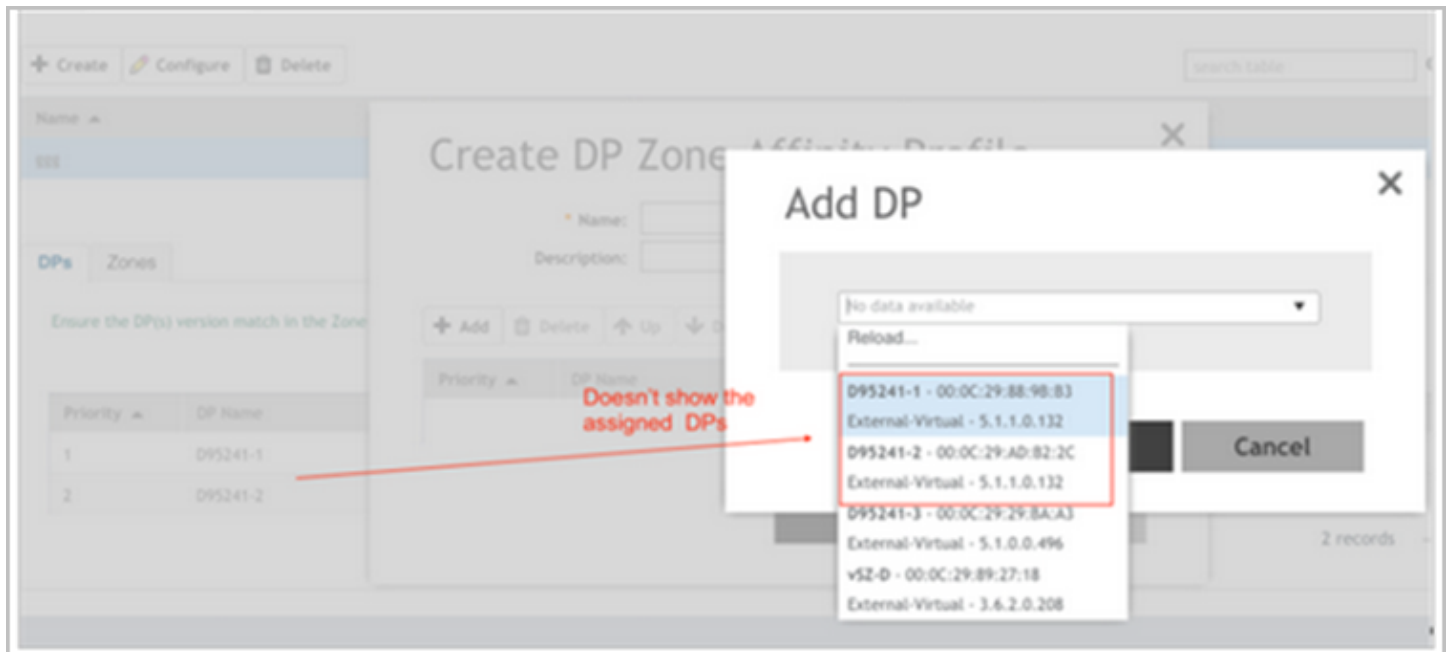 Create Configure Delete
search table
Name
Create DP Zone Affinity Profile
* Name:
Description:
DPs Zones
Ensure the DP(s) version match in the Zone
Add Delete Up
Priority DP Name
Priority DP Name
1 D95241-1
2 D95241-2
Doesn't show the
assigned DPs
Add DP
No data available
Reload...
D95241-1 - 00:0C:29:88:9B:B3
External-Virtual - 5.1.1.0.132
D95241-2 - 00:0C:29:AD:B2:2C
External-Virtual - 5.1.1.0.132
D95241-3 - 00:0C:29:29:BA:A3
External-Virtual - 5.1.0.0.496
vSZ-D - 00:0C:29:89:27:18
External-Virtual - 3.6.2.0.208
Cancel
2 records